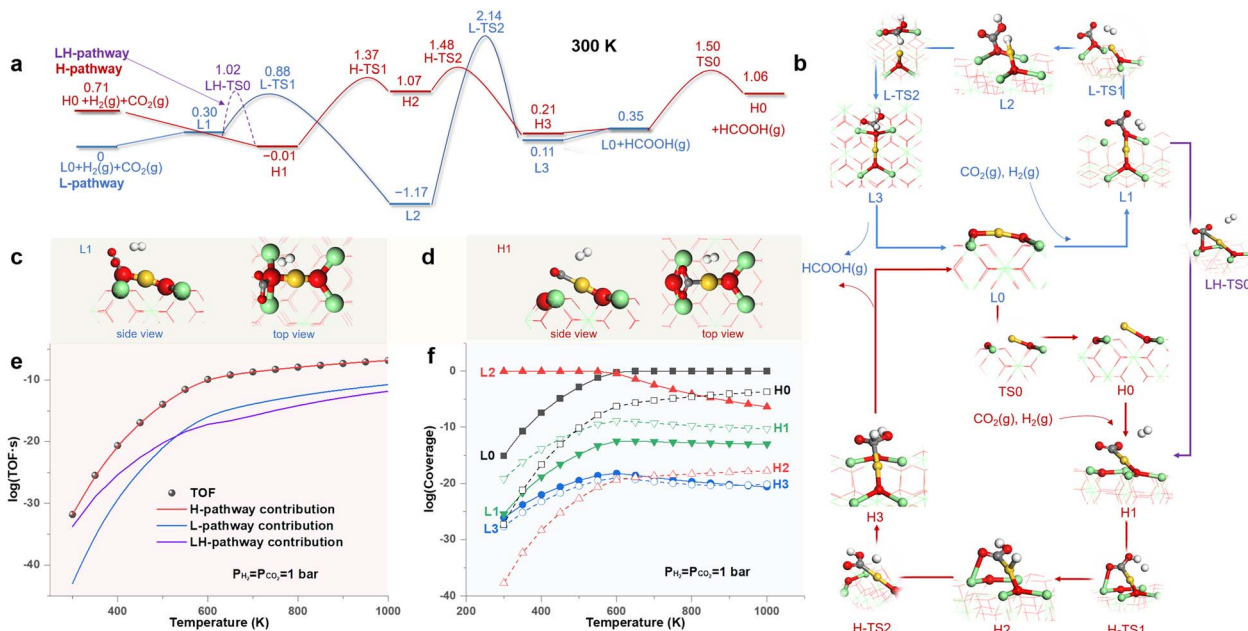 a
300 K
LH-pathway
H-pathway
0.71
H0 +H₂(g)+CO₂(g)
0
L0+H₂(g)+CO₂(g)
L-pathway
0.30
L1
1.02
LH-TS0
0.88
L-TS1
−0.01
H1
1.37
H-TS1
1.07
H2
−1.17
L2
1.48
H-TS2
2.14
L-TS2
0.21
H3
0.11
L3
0.35
L0+HCOOH(g)
1.50
TS0
1.06
H0
+HCOOH(g)
b
L-TS2
L2
L-TS1
L3
CO₂(g), H₂(g)
L1
HCOOH(g)
L0
LH-TS0
TS0
H0
CO₂(g), H₂(g)
H3
H1
H-TS2
H2
H-TS1
c
L1
side view
top view
d
H1
side view
top view
e
-10
-20
-30
-40
log(TOF-s)
TOF
H-pathway contribution
L-pathway contribution
LH-pathway contribution
P_H₂=P_CO₂=1 bar
400
600
800
1000
Temperature (K)
f
0
-10
-20
-30
-40
log(Coverage)
L2
L0
L1
L3
H0
H1
H2
H3
P_H₂=P_CO₂=1 bar
200
400
600
800
1000
Temperature (K)